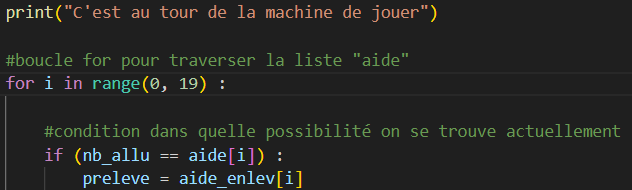 print("C'est au tour de la machine de jouer")
#boucle for pour traverser la liste "aide"
for i in range(0, 19) :
#condition dans quelle possibilité on se trouve actuellement
if (nb_allu == aide[i]) :
preleve = aide_enlev[i]